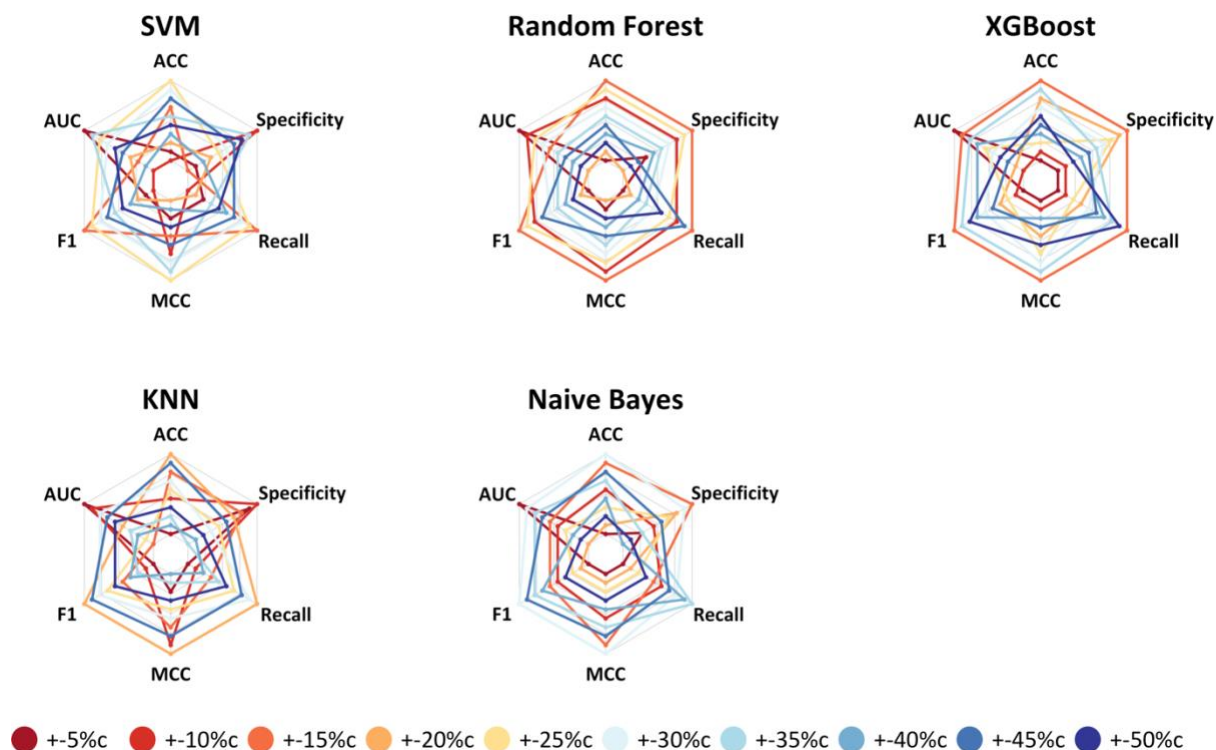 SVM
Random Forest
XGBoost
ACC
ACC
ACC
AUC
Specificity
AUC
Specificity
AUC
Specificity
F1
Recall
F1
Recall
F1
Recall
MCC
MCC
MCC
KNN
Naive Bayes
ACC
ACC
AUC
Specificity
AUC
Specificity
F1
Recall
F1
Recall
MCC
MCC
+-5%c +-10%c +-15%c +-20%c +-25%c +-30%c +-35%c +-40%c +-45%c +-50%c